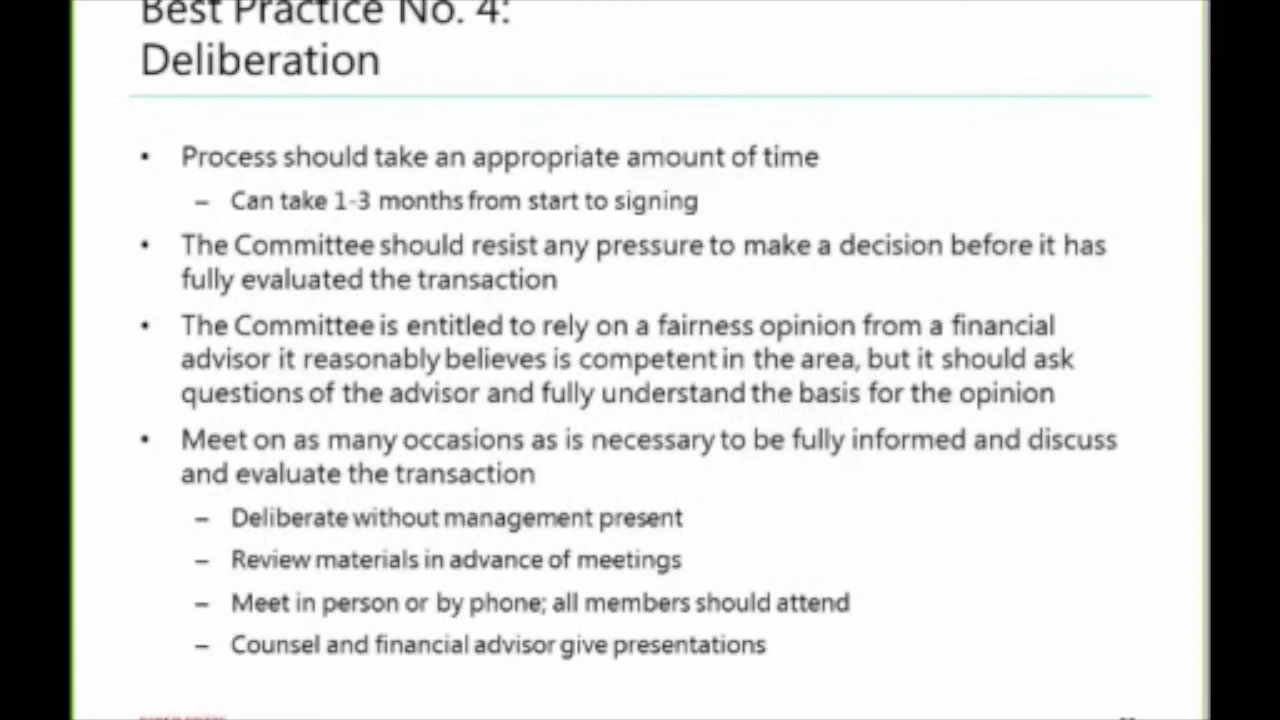 Best Practice No. 4:
Deliberation
• Process should take an appropriate amount of time
– Can take 1-3 months from start to signing
• The Committee should resist any pressure to make a decision before it has
fully evaluated the transaction
• The Committee is entitled to rely on a fairness opinion from a financial
advisor it reasonably believes is competent in the area, but it should ask
questions of the advisor and fully understand the basis for the opinion
• Meet on as many occasions as is necessary to be fully informed and discuss
and evaluate the transaction
– Deliberate without management present
– Review materials in advance of meetings
– Meet in person or by phone; all members should attend
– Counsel and financial advisor give presentations